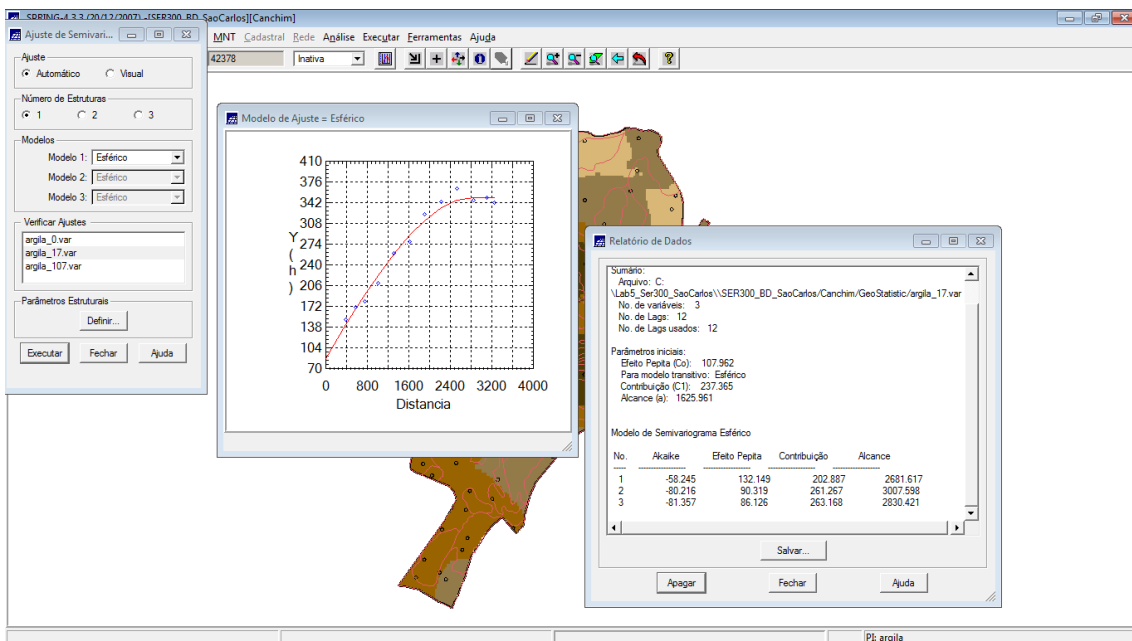 SPRING-4.3.3 (20/12/2007) -[SER300_BD_SaoCarlos][Canchim]
MNT Cadastral Rede Análise Executar Ferramentas Ajuda
42378
Inativa
Ajuste de Semivari...
Ajuste
Automático Visual
Número de Estruturas
1 2 3
Modelos
Modelo 1: Esférico
Modelo 2: Esférico
Modelo 3: Esférico
Verificar Ajustes
argila_0.var
argila_17.var
argila_107.var
Parâmetros Estruturais
Definir...
Executar Fechar Ajuda
Modelo de Ajuste = Esférico
410
376
342
308
274
240
206
172
138
104
70
Y
(
h
)
0 800 1600 2400 3200 4000
Distancia
Relatório de Dados
Sumário:
Arquivo: C:
\Lab5_Ser300_SaoCarlos\\SER300_BD_SaoCarlos/Canchim/GeoStatistic/argila_17.var
No. de variáveis: 3
No. de Lags: 12
No. de Lags usados: 12
Parâmetros iniciais:
Efeito Pepita (Co): 107.962
Para modelo transitivo: Esférico
Contribuição (C1): 237.365
Alcance (a): 1625.961
Modelo de Semivariograma Esférico
No. Akaike Efeito Pepita Contribuição Alcance
1 -58.245 132.149 202.887 2681.617
2 -80.216 90.319 261.267 3007.598
3 -81.357 86.126 263.168 2830.421
Salvar...
Apagar Fechar Ajuda
PI: argila